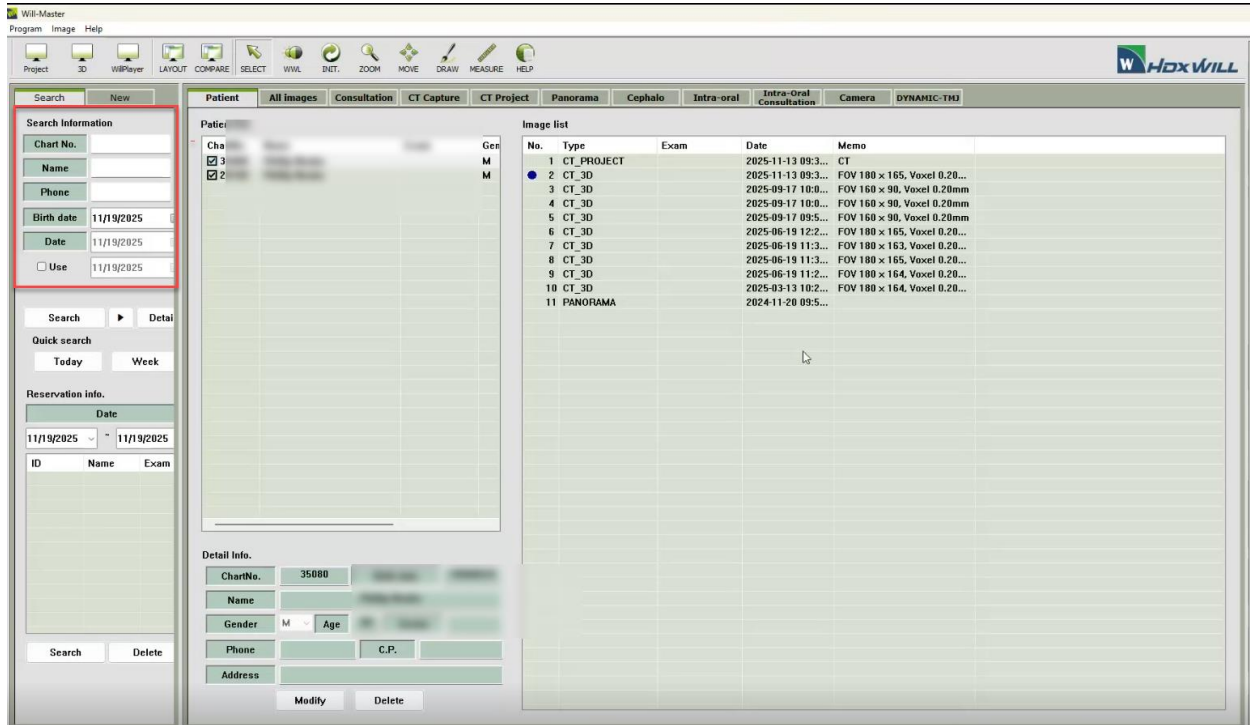 Will-Master
Program Image Help
Project 3D WillPlayer LAYOUT COMPARE SELECT WWL INIT. ZOOM MOVE DRAW MEASURE HELP
W HDXWILL
Search New
Patient All images Consultation CT Capture CT Project Panorama Cephalo Intra-oral Intra-Oral Consultation Camera DYNAMIC-TMJ
Search Information
Chart No.
Name
Phone
Birth date 11/19/2025
Date 11/19/2025
Use 11/19/2025
Search Detai
Quick search
Today Week
Reservation info.
Date
11/19/2025 ~ 11/19/2025
ID Name Exam
Search Delete
Patie
Cha Gen
3 M
2 M
Detail Info.
ChartNo. 35080
Name
Gender M Age
Phone C.P.
Address
Modify Delete
Image list
No. Type Exam Date Memo
1 CT_PROJECT 2025-11-13 09:3... CT
2 CT_3D 2025-11-13 09:3... FOV 180 x 165, Voxel 0.20...
3 CT_3D 2025-09-17 10:0... FOV 160 x 90, Voxel 0.20mm
4 CT_3D 2025-09-17 10:0... FOV 160 x 90, Voxel 0.20mm
5 CT_3D 2025-09-17 09:5... FOV 160 x 90, Voxel 0.20mm
6 CT_3D 2025-06-19 12:2... FOV 180 x 165, Voxel 0.20...
7 CT_3D 2025-06-19 11:3... FOV 180 x 163, Voxel 0.20...
8 CT_3D 2025-06-19 11:3... FOV 180 x 165, Voxel 0.20...
9 CT_3D 2025-06-19 11:2... FOV 180 x 164, Voxel 0.20...
10 CT_3D 2025-03-13 10:2... FOV 180 x 164, Voxel 0.20...
11 PANORAMA 2024-11-20 09:5...